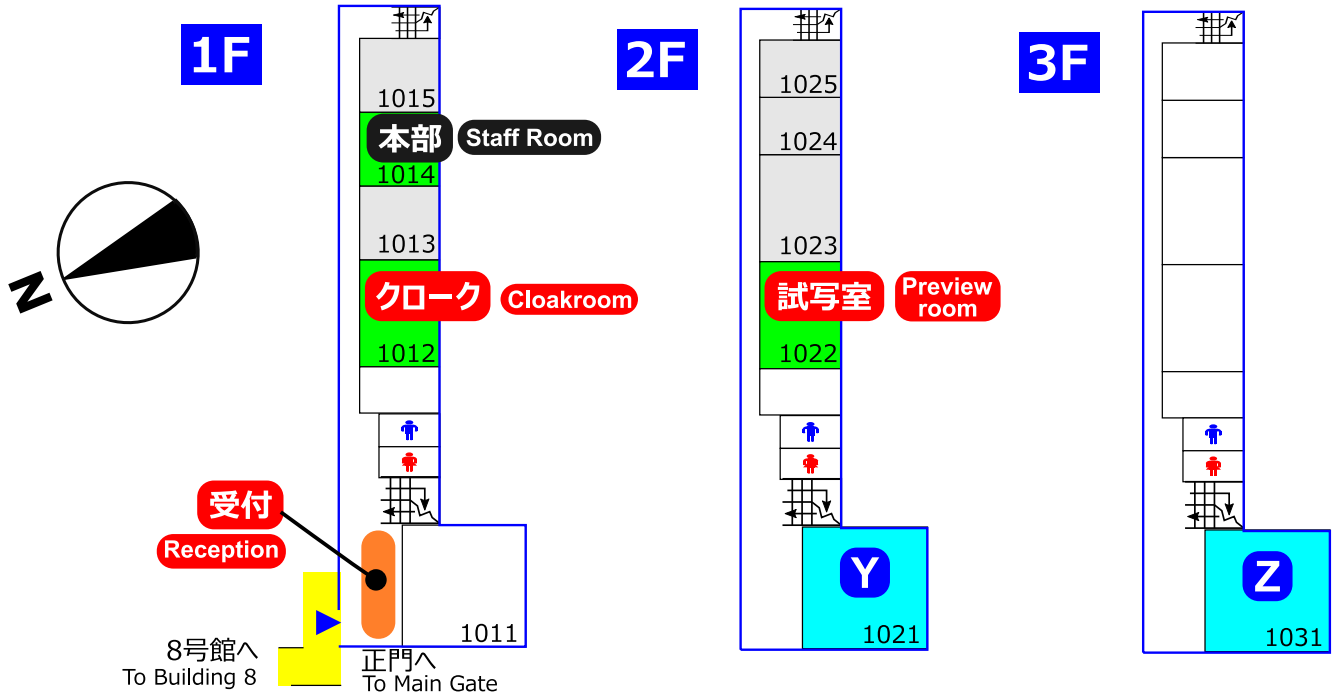 1F
1015
本部
Staff Room
1014
1013
クローク
Cloakroom
1012
N
受付
Reception
1011
8号館へ
To Building 8
正門へ
To Main Gate
2F
1025
1024
1023
試写室
Preview
room
1022
Y
1021
3F
Z
1031